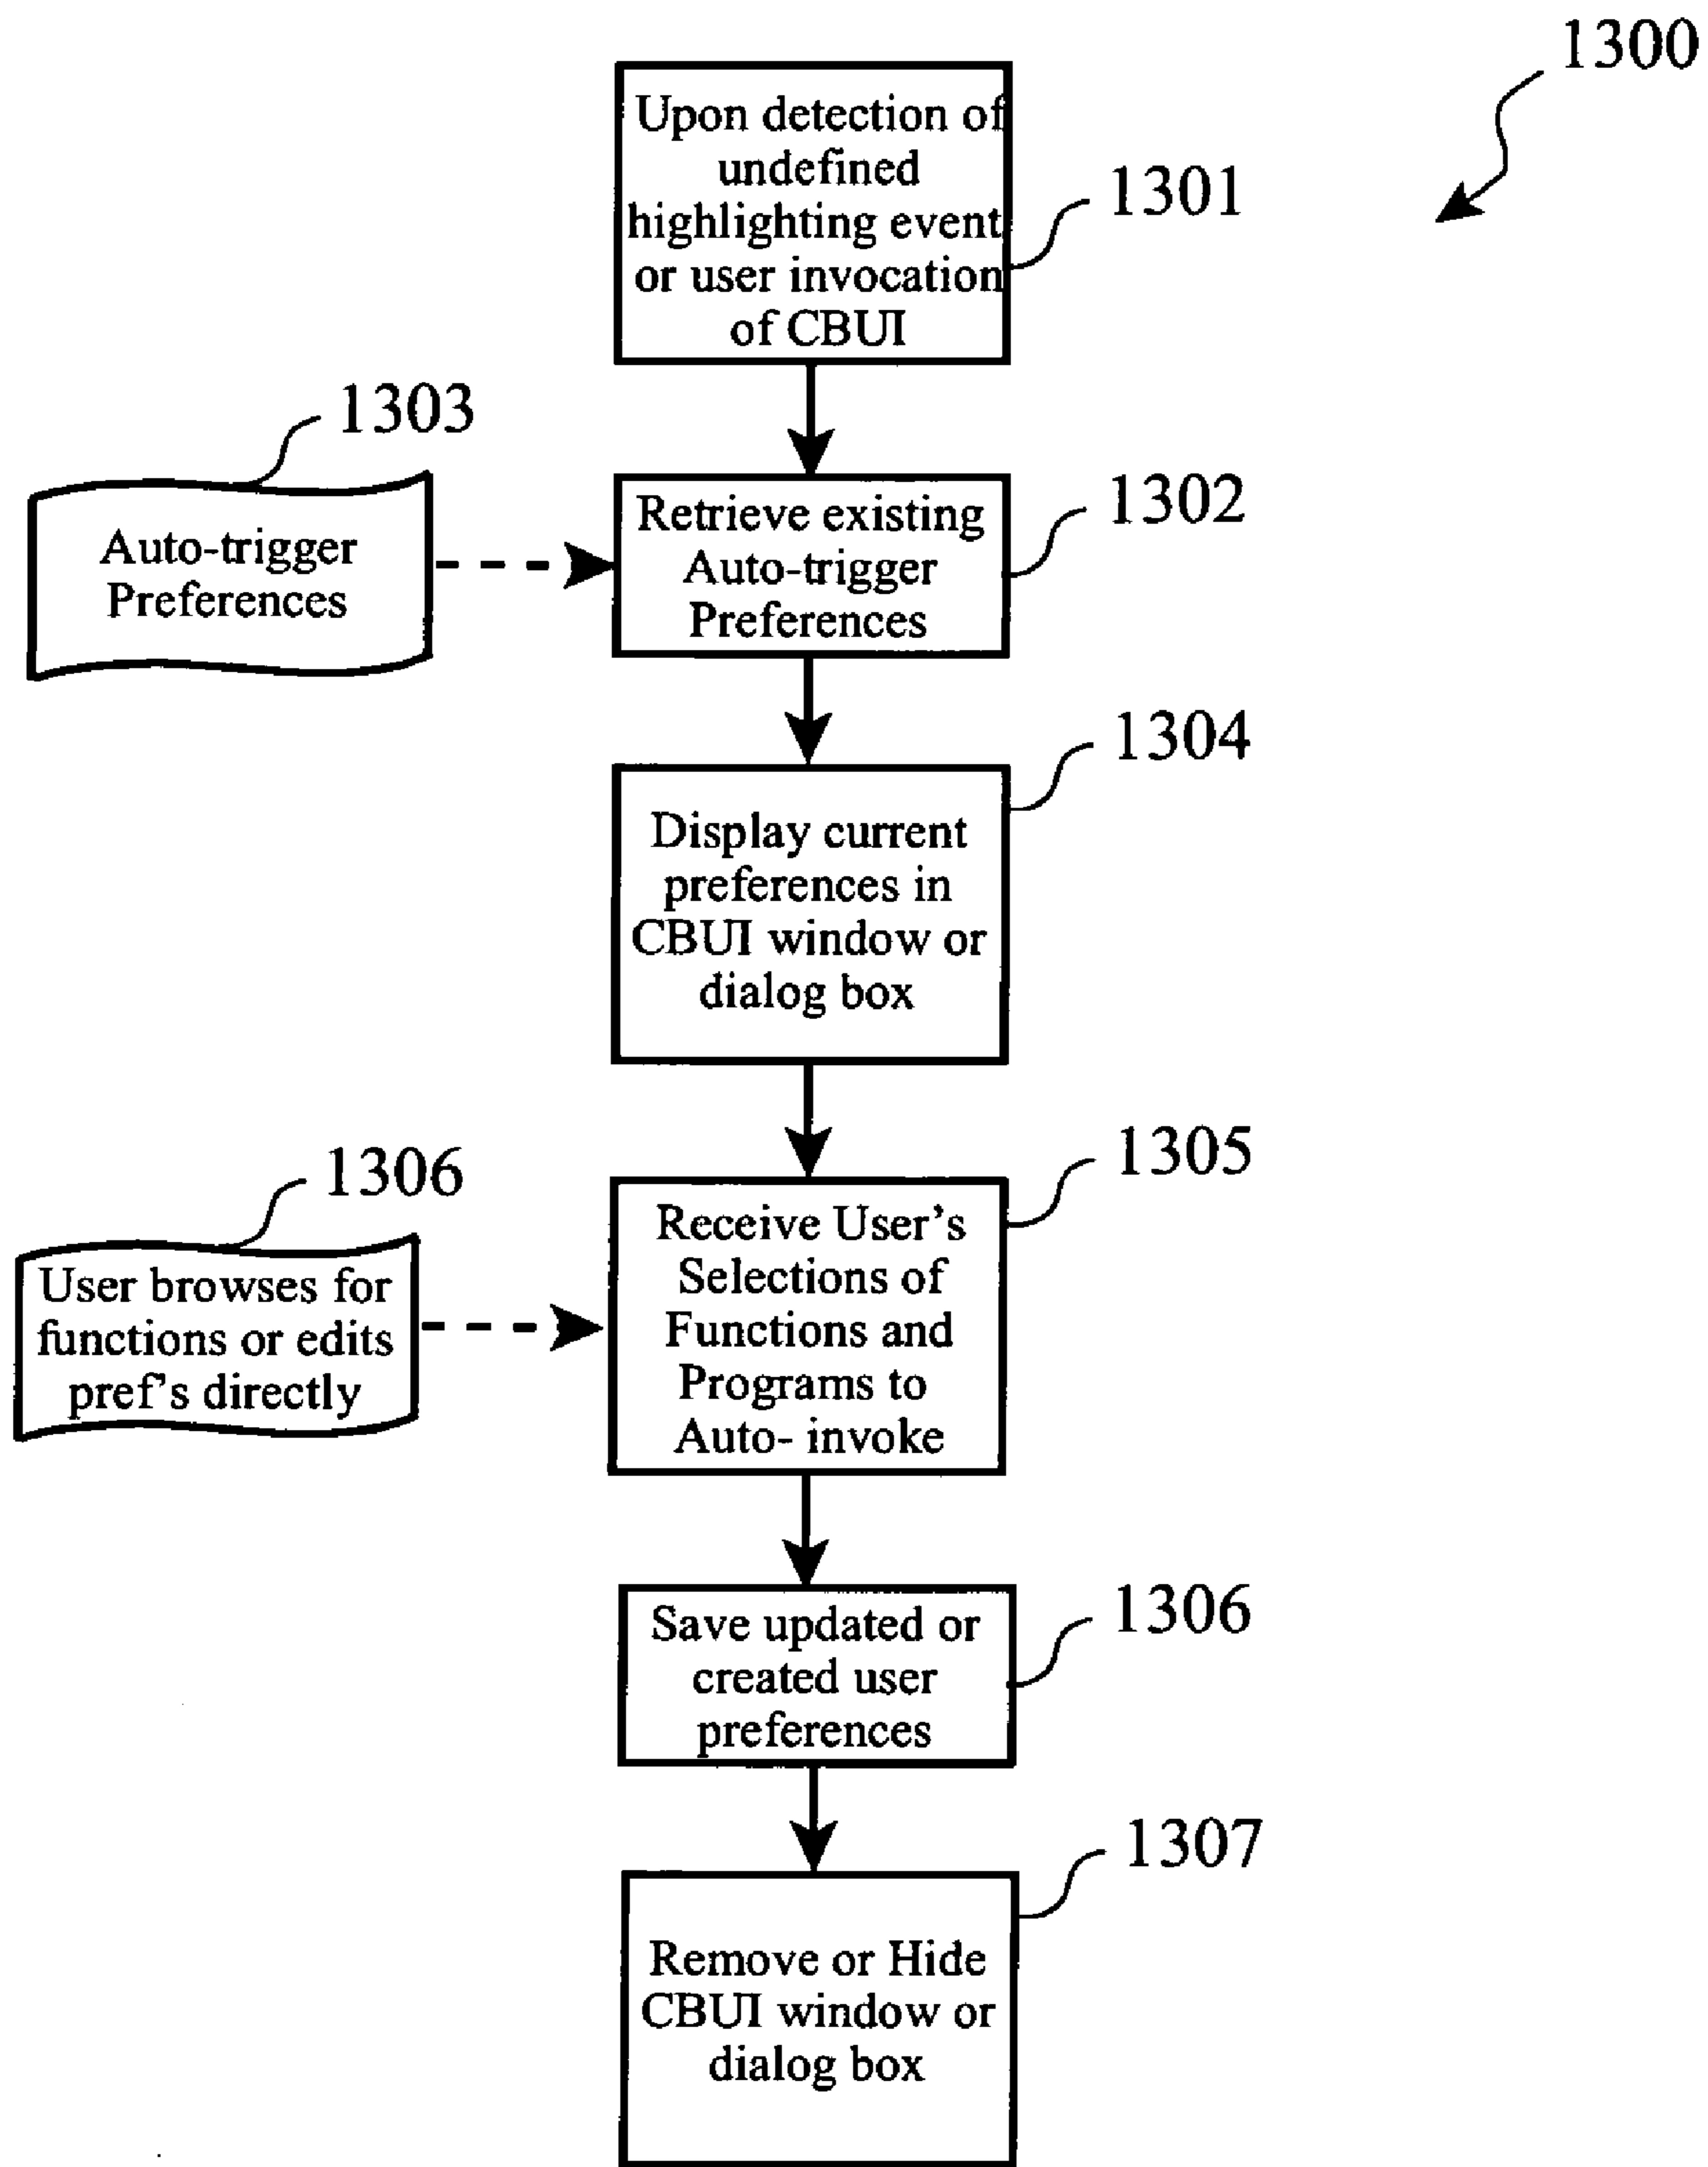 1300
Upon detection of
undefined
highlighting event
or user invocation
of CBUI
1301
1303
Auto-trigger
Preferences
Retrieve existing
Auto-trigger
Preferences
1302
1304
Display current
preferences in
CBUI window or
dialog box
1306
User browses for
functions or edits
pref's directly
1305
Receive User's
Selections of
Functions and
Programs to
Auto- invoke
1306
Save updated or
created user
preferences
1307
Remove or Hide
CBUI window or
dialog box